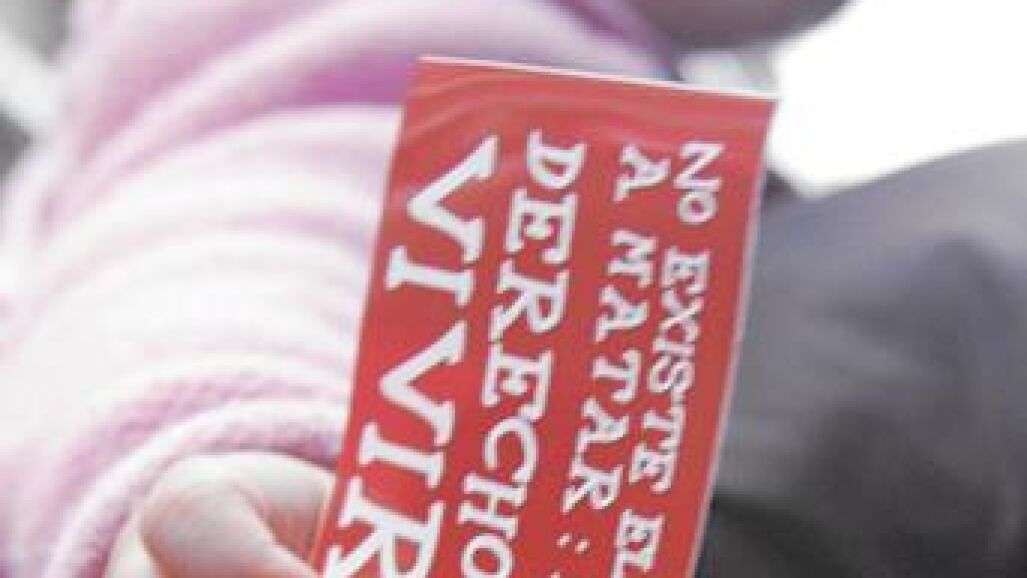 NO EXISTE EL
A MATAR
DERECHO
VIVIR